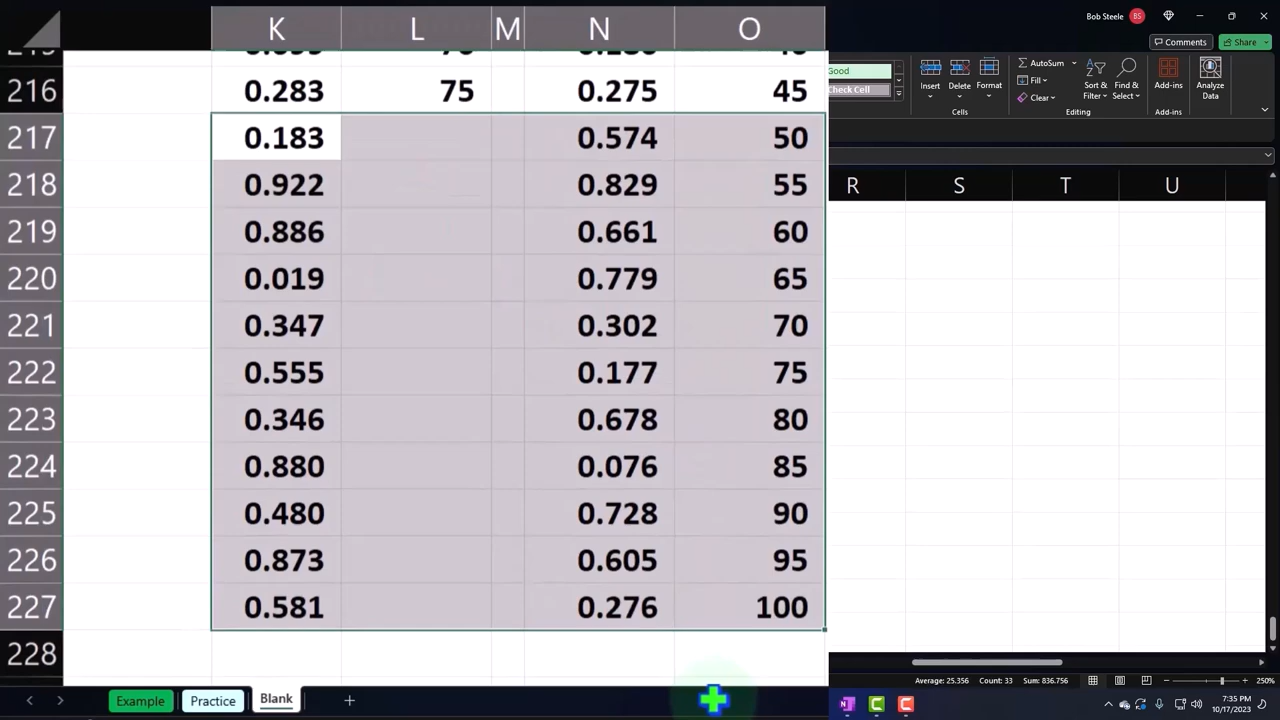 K L M N O
Bob Steele BS
Comments Share
216 0.283 75 0.275 45
217 0.183 0.574 50
218 0.922 0.829 55
219 0.886 0.661 60
220 0.019 0.779 65
221 0.347 0.302 70
222 0.555 0.177 75
223 0.346 0.678 80
224 0.880 0.076 85
225 0.480 0.728 90
226 0.873 0.605 95
227 0.581 0.276 100
228
Good
Check Cell
Insert Delete Format
AutoSum
Fill
Clear
Sort & Filter
Find & Select
Add-ins
Analyze Data
Cells Editing Add-ins
R S T U
Example Practice Blank
Average: 25.356 Count: 33 Sum: 836.756
250%
7:35 PM
10/17/2023